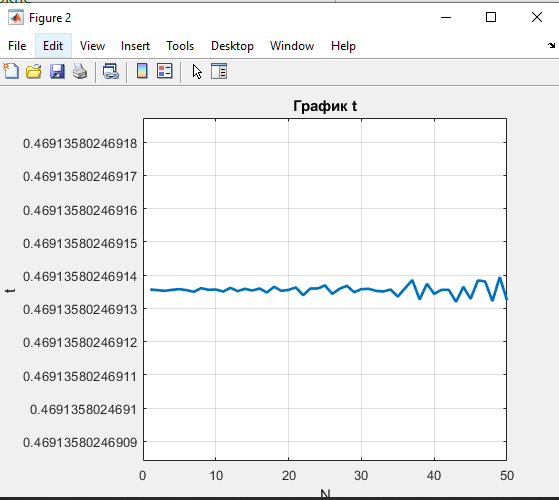 Figure 2
File Edit View Insert Tools Desktop Window Help
График t
0.46913580246918
0.46913580246917
0.46913580246916
0.46913580246915
0.46913580246914
0.46913580246913
0.46913580246912
0.46913580246911
0.4691358024691
0.46913580246909
t
0 10 20 30 40 50
N